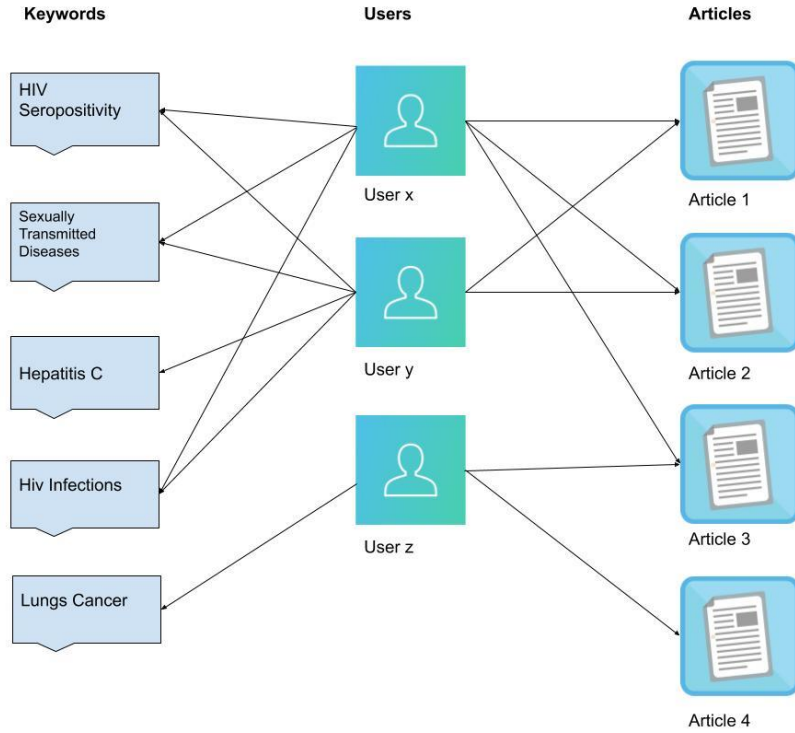 Keywords
Users
Articles
HIV
Seropositivity
Sexually
Transmitted
Diseases
Hepatitis C
Hiv Infections
Lungs Cancer
User x
User y
User z
Article 1
Article 2
Article 3
Article 4